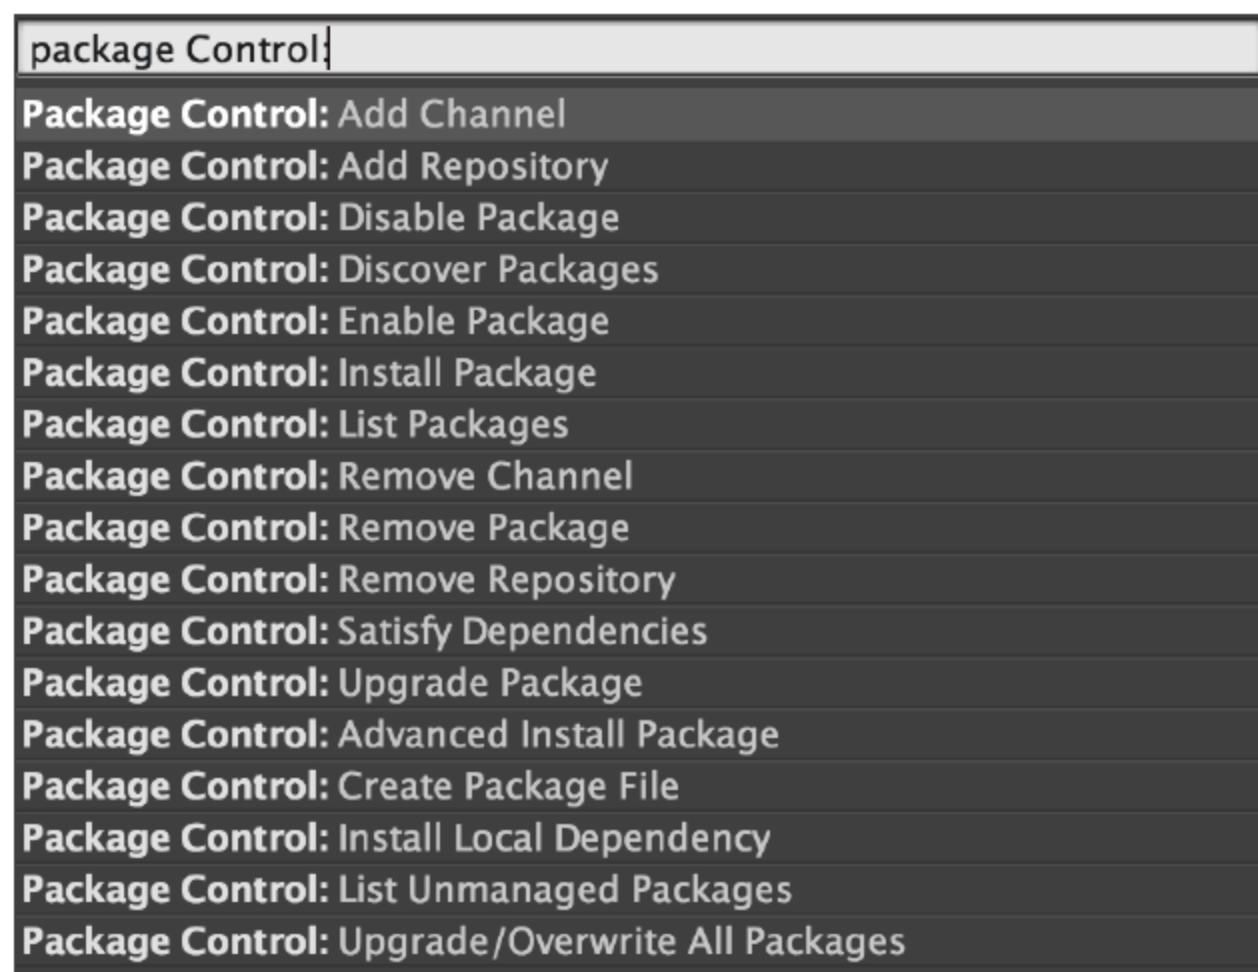 package Control:
Package Control: Add Channel
Package Control: Add Repository
Package Control: Disable Package
Package Control: Discover Packages
Package Control: Enable Package
Package Control: Install Package
Package Control: List Packages
Package Control: Remove Channel
Package Control: Remove Package
Package Control: Remove Repository
Package Control: Satisfy Dependencies
Package Control: Upgrade Package
Package Control: Advanced Install Package
Package Control: Create Package File
Package Control: Install Local Dependency
Package Control: List Unmanaged Packages
Package Control: Upgrade/Overwrite All Packages